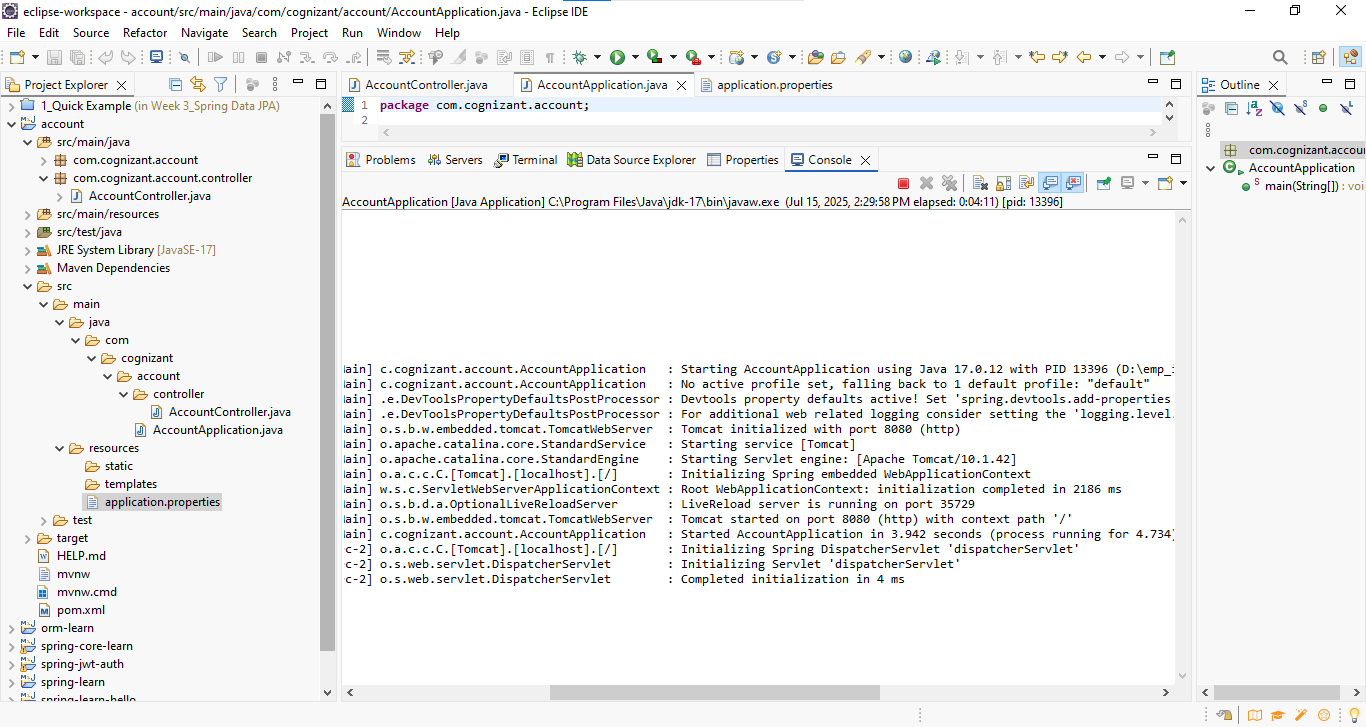 eclipse-workspace - account/src/main/java/com/cognizant/account/AccountApplication.java - Eclipse IDE
File Edit Source Refactor Navigate Search Project Run Window Help
Project Explorer
1_Quick Example (in Week 3_Spring Data JPA)
account
src/main/java
com.cognizant.account
com.cognizant.account.controller
AccountController.java
src/main/resources
src/test/java
JRE System Library [JavaSE-17]
Maven Dependencies
src
main
java
com
cognizant
account
controller
AccountController.java
AccountApplication.java
resources
static
templates
application.properties
test
target
HELP.md
mvnw
mvnw.cmd
pom.xml
orm-learn
spring-core-learn
spring-jwt-auth
spring-learn
spring-learn-hello
AccountController.java AccountApplication.java application.properties
1 package com.cognizant.account;
2
Problems Servers Terminal Data Source Explorer Properties Console
AccountApplication [Java Application] C:\Program Files\Java\jdk-17\bin\javaw.exe (Jul 15, 2025, 2:29:58 PM elapsed: 0:04:11) [pid: 13396]
ain] c.cognizant.account.AccountApplication : Starting AccountApplication using Java 17.0.12 with PID 13396 (D:\emp_
ain] c.cognizant.account.AccountApplication : No active profile set, falling back to 1 default profile: "default"
ain] .e.DevToolsPropertyDefaultsPostProcessor : Devtools property defaults active! Set 'spring.devtools.add-properties
ain] .e.DevToolsPropertyDefaultsPostProcessor : For additional web related logging consider setting the 'logging.level.
ain] o.s.b.w.embedded.tomcat.TomcatWebServer : Tomcat initialized with port 8080 (http)
ain] o.apache.catalina.core.StandardService : Starting service [Tomcat]
ain] o.apache.catalina.core.StandardEngine : Starting Servlet engine: [Apache Tomcat/10.1.42]
ain] o.a.c.c.C.[Tomcat].[localhost].[/] : Initializing Spring embedded WebApplicationContext
ain] w.s.c.ServletWebServerApplicationContext : Root WebApplicationContext: initialization completed in 2186 ms
ain] o.s.b.d.a.OptionalLiveReloadServer : LiveReload server is running on port 35729
ain] o.s.b.w.embedded.tomcat.TomcatWebServer : Tomcat started on port 8080 (http) with context path '/'
ain] c.cognizant.account.AccountApplication : Started AccountApplication in 3.942 seconds (process running for 4.734)
c-2] o.a.c.c.C.[Tomcat].[localhost].[/] : Initializing Spring DispatcherServlet 'dispatcherServlet'
c-2] o.s.web.servlet.DispatcherServlet : Initializing Servlet 'dispatcherServlet'
c-2] o.s.web.servlet.DispatcherServlet : Completed initialization in 4 ms
Outline
com.cognizant.accou
AccountApplication
main(String[]) : voi